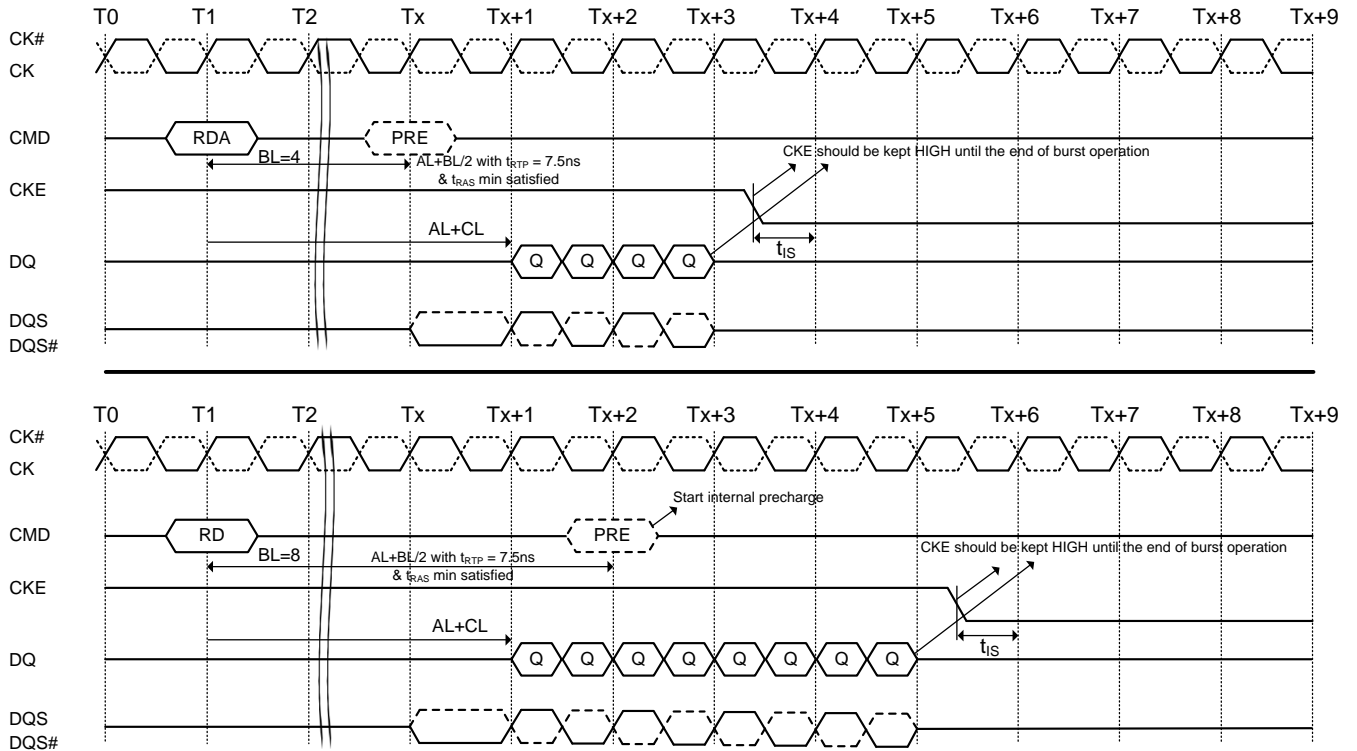 T0 T1 T2 Tx Tx+1 Tx+2 Tx+3 Tx+4 Tx+5 Tx+6 Tx+7 Tx+8 Tx+9
CK#
CK
CMD RDA PRE
BL=4 AL+BL/2 with tRTP = 7.5ns
& tRAS min satisfied
CKE should be kept HIGH until the end of burst operation
CKE
AL+CL
tIS
DQ Q Q Q Q
DQS
DQS#
T0 T1 T2 Tx Tx+1 Tx+2 Tx+3 Tx+4 Tx+5 Tx+6 Tx+7 Tx+8 Tx+9
CK#
CK
Start internal precharge
CMD RD PRE
BL=8 AL+BL/2 with tRTP = 7.5ns
& tRAS min satisfied
CKE should be kept HIGH until the end of burst operation
CKE
AL+CL
tIS
DQ Q Q Q Q Q Q Q Q
DQS
DQS#